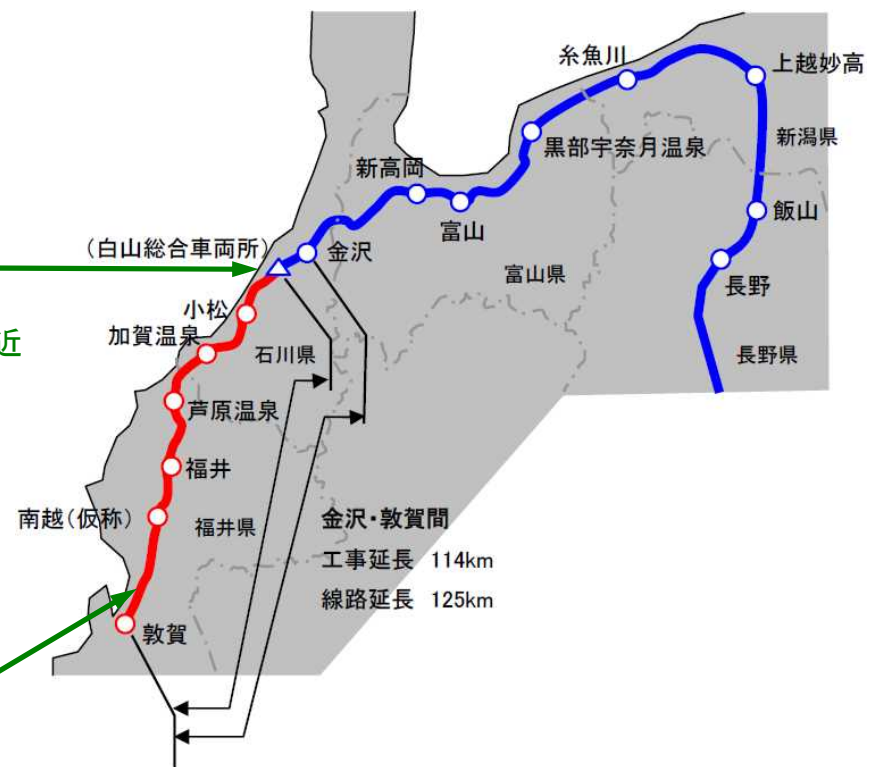 糸魚川
上越妙高
新潟県
黒部宇奈月温泉
新高岡
飯山
富山
(白山総合車両所)
金沢
富山県
長野
小松
近
加賀温泉
石川県
長野県
芦原温泉
福井
南越(仮称)
福井県
金沢・敦賀間
工事延長 114km
線路延長 125km
敦賀